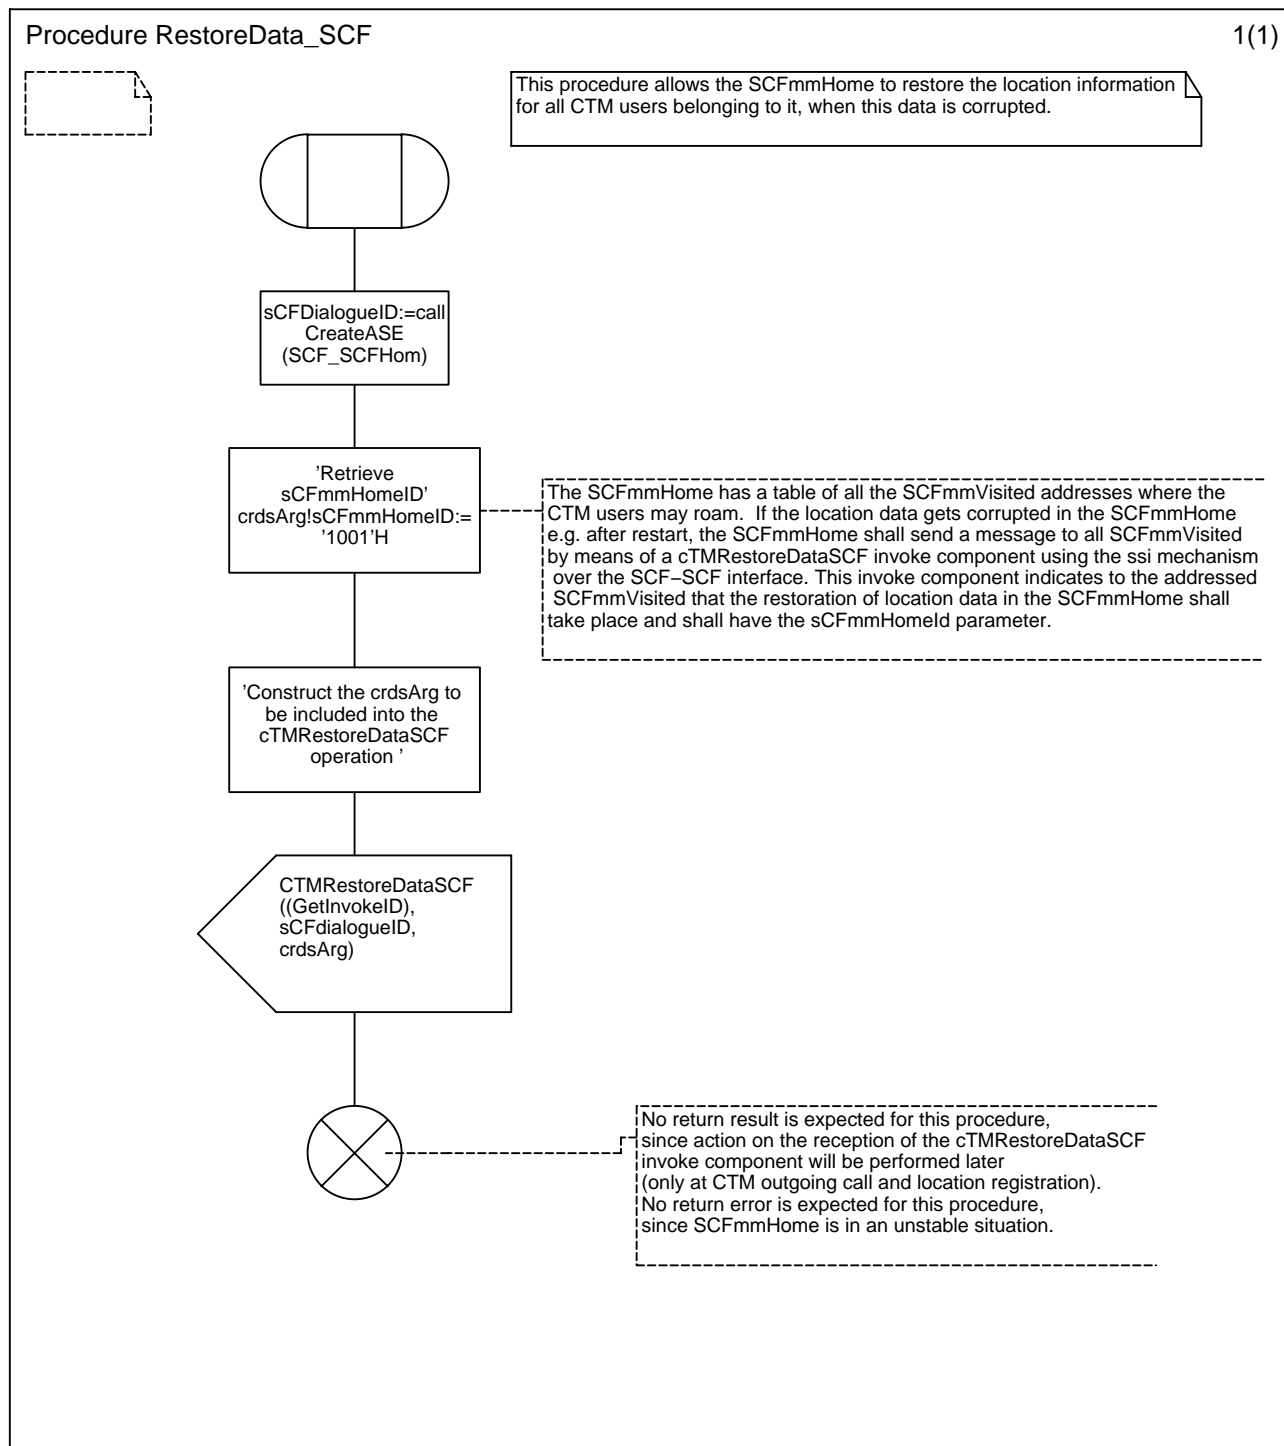 Procedure RestoreData_SCF
1(1)
This procedure allows the SCFmmHome to restore the location information
for all CTM users belonging to it, when this data is corrupted.
sCFDialogueID:=call
CreateASE
(SCF_SCFHom)
'Retrieve
sCFmmHomeID'
crdsArg!sCFmmHomeID:=
'1001'H
The SCFmmHome has a table of all the SCFmmVisited addresses where the
CTM users may roam.  If the location data gets corrupted in the SCFmmHome
e.g. after restart, the SCFmmHome shall send a message to all SCFmmVisited
by means of a cTMRestoreDataSCF invoke component using the ssi mechanism
over the SCF−SCF interface. This invoke component indicates to the addressed
SCFmmVisited that the restoration of location data in the SCFmmHome shall
take place and shall have the sCFmmHomeId parameter.
'Construct the crdsArg to
be included into the
cTMRestoreDataSCF
operation '
CTMRestoreDataSCF
((GetInvokeID),
sCFdialogueID,
crdsArg)
No return result is expected for this procedure,
since action on the reception of the cTMRestoreDataSCF
invoke component will be performed later
(only at CTM outgoing call and location registration).
No return error is expected for this procedure,
since SCFmmHome is in an unstable situation.